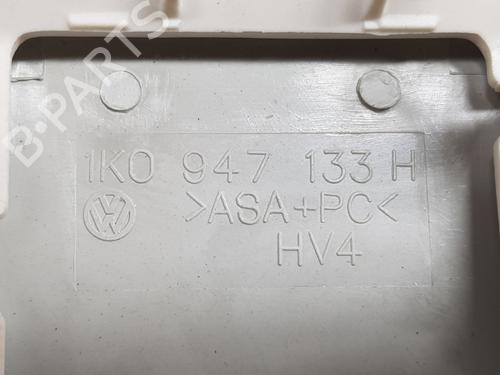 B-PARTS
1K0 947 133 H
>ASA+PC<
HV4